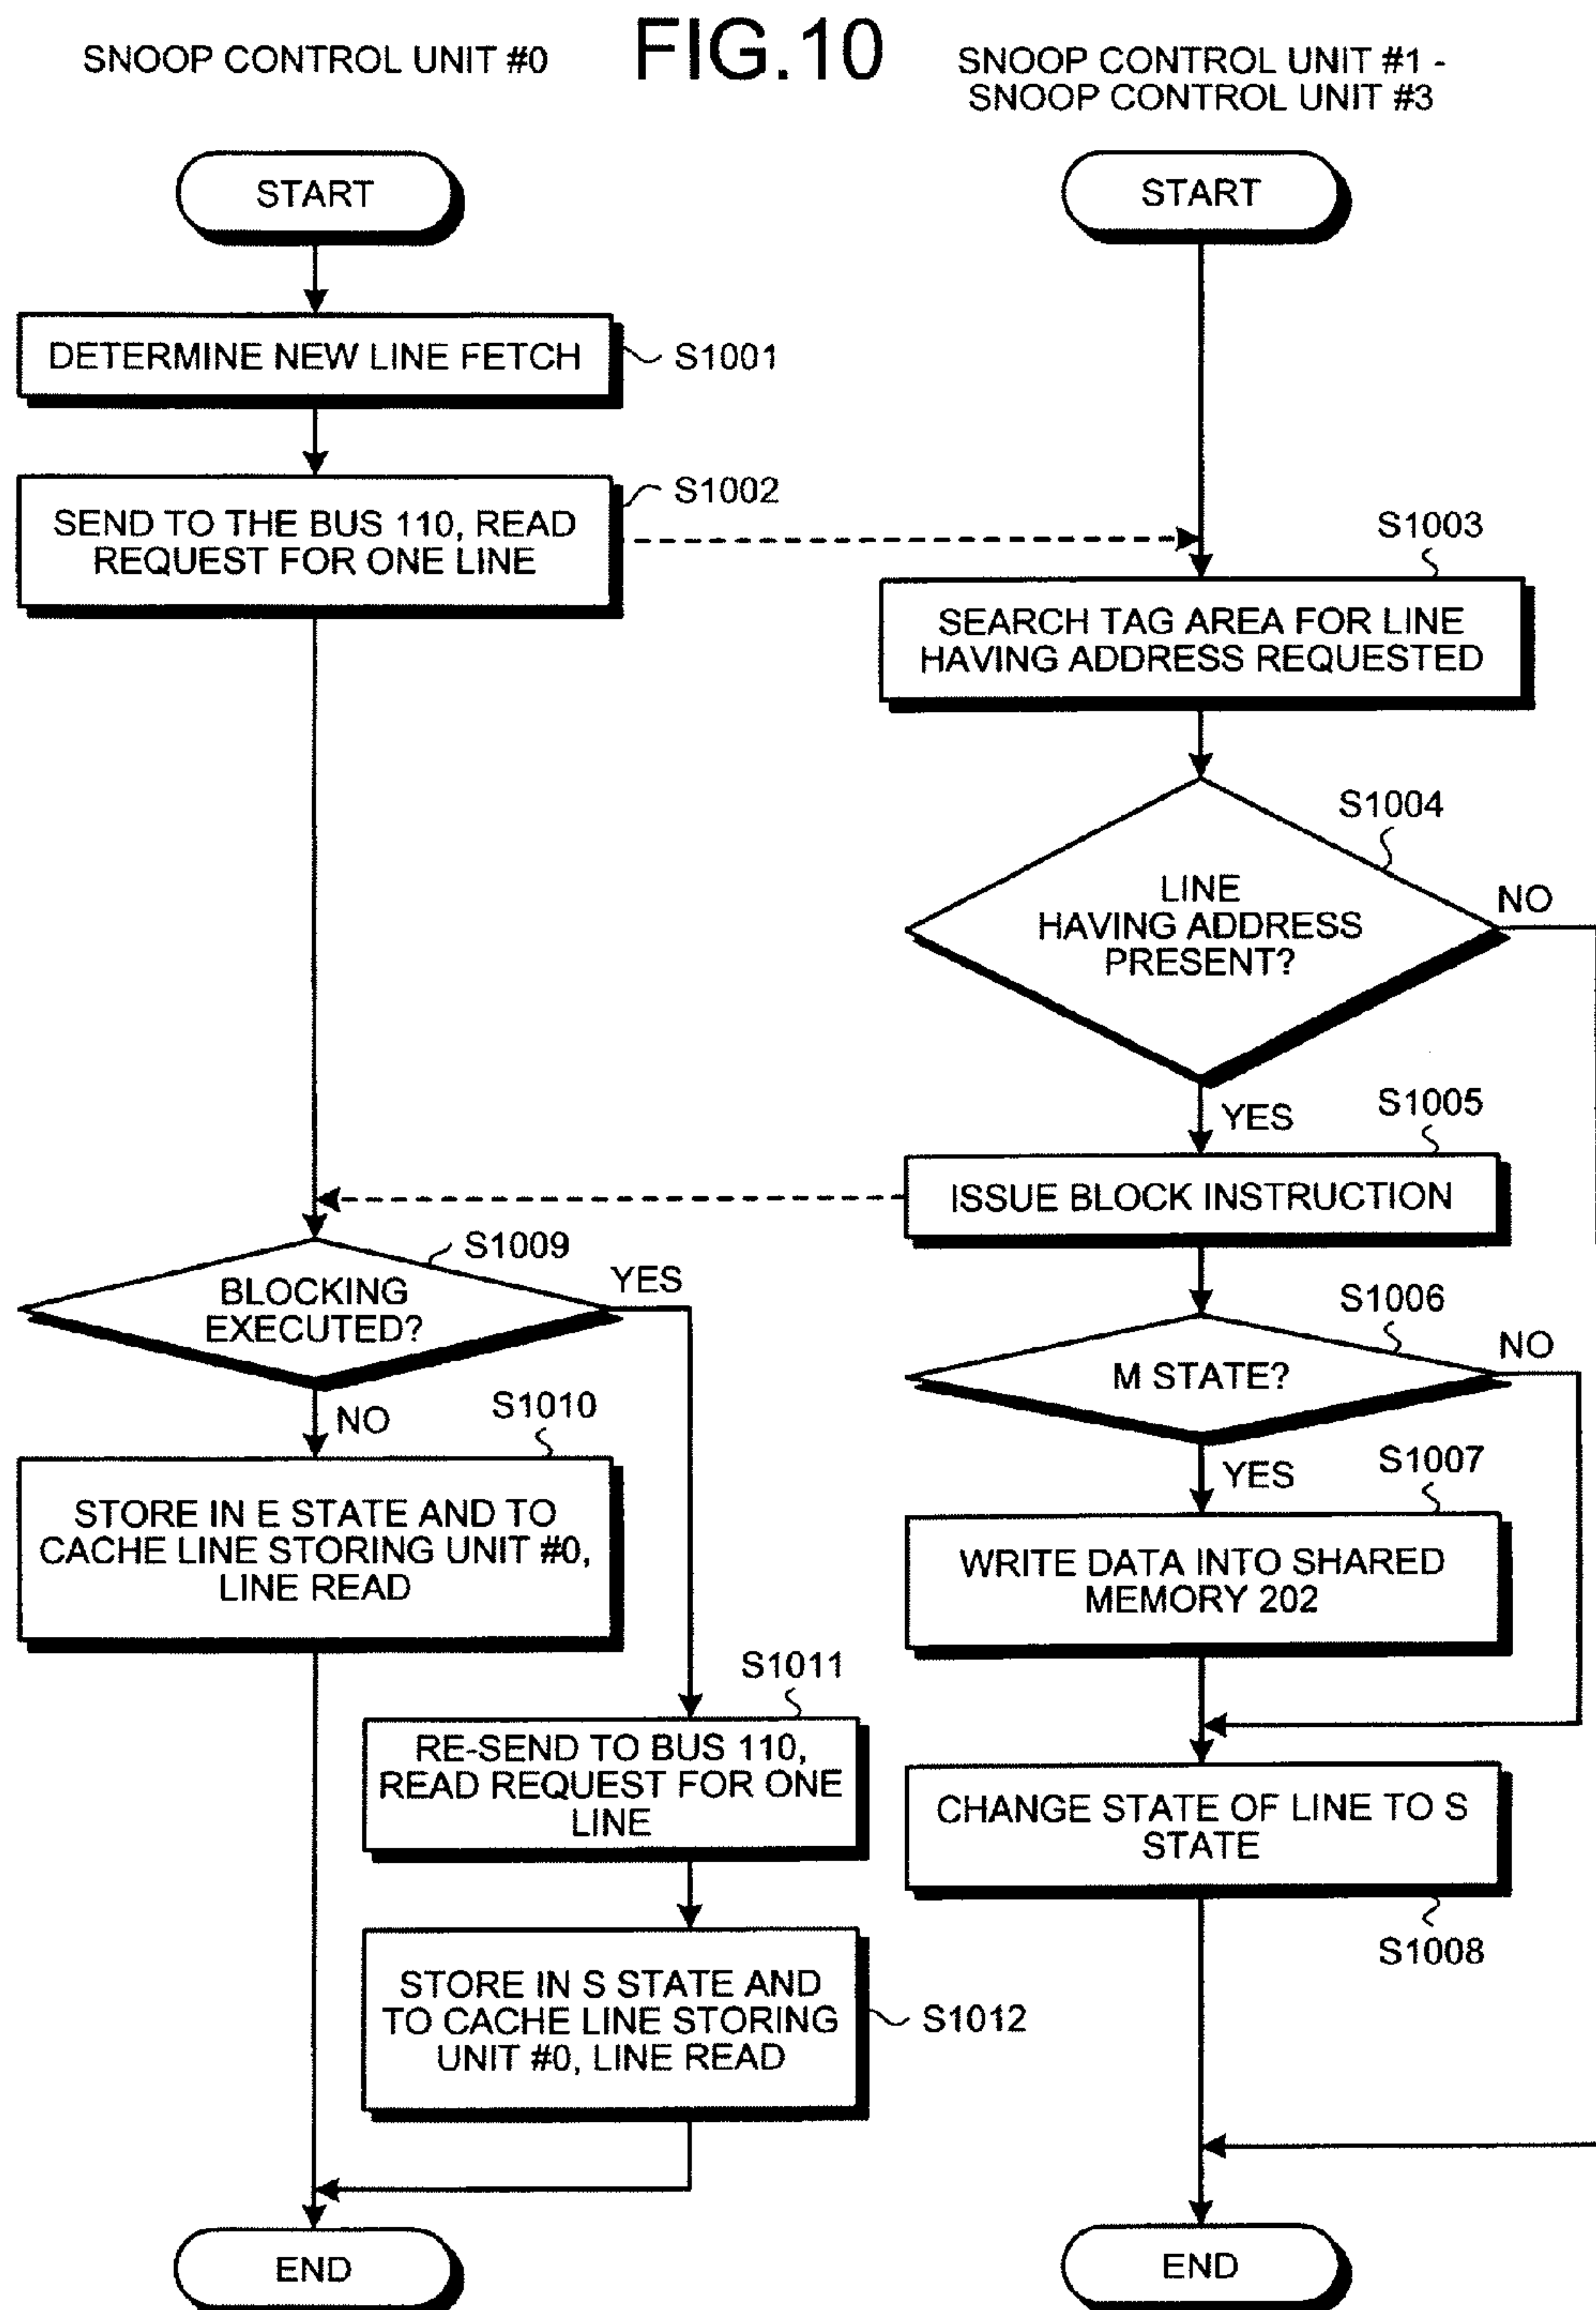 FIG.10
SNOOP CONTROL UNIT #0
START
DETERMINE NEW LINE FETCH
S1001
SEND TO THE BUS 110, READ
REQUEST FOR ONE LINE
S1002
BLOCKING
EXECUTED?
S1009
YES
NO
S1010
STORE IN E STATE AND TO
CACHE LINE STORING UNIT #0,
LINE READ
S1011
RE-SEND TO BUS 110,
READ REQUEST FOR ONE
LINE
STORE IN S STATE AND
TO CACHE LINE STORING
UNIT #0, LINE READ
S1012
END
SNOOP CONTROL UNIT #1 -
SNOOP CONTROL UNIT #3
START
S1003
SEARCH TAG AREA FOR LINE
HAVING ADDRESS REQUESTED
S1004
LINE
HAVING ADDRESS
PRESENT?
NO
YES
S1005
ISSUE BLOCK INSTRUCTION
S1006
M STATE?
NO
YES
S1007
WRITE DATA INTO SHARED
MEMORY 202
CHANGE STATE OF LINE TO S
STATE
S1008
END